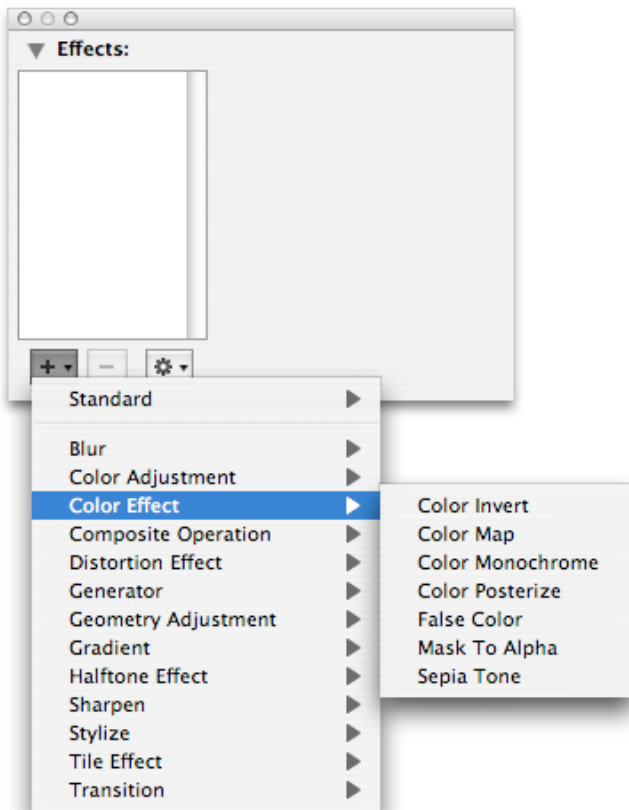 Effects:
Standard
Blur
Color Adjustment
Color Effect
Composite Operation
Distortion Effect
Generator
Geometry Adjustment
Gradient
Halftone Effect
Sharpen
Stylize
Tile Effect
Transition
Color Invert
Color Map
Color Monochrome
Color Posterize
False Color
Mask To Alpha
Sepia Tone